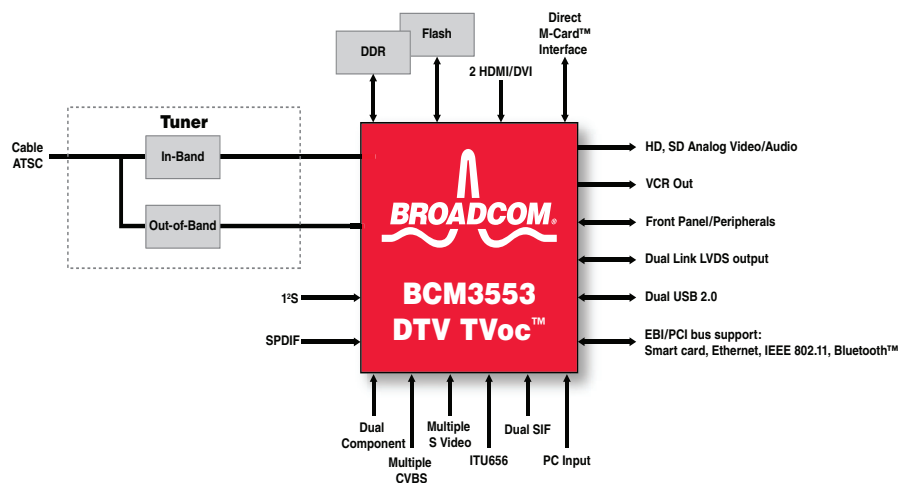 Direct
M-Card™
Interface
Flash
DDR
2 HDMI/DVI
Tuner
Cable
ATSC
In-Band
Out-of-Band
HD, SD Analog Video/Audio
VCR Out
Front Panel/Peripherals
Dual Link LVDS output
Dual USB 2.0
EBI/PCI bus support:
Smart card, Ethernet, IEEE 802.11, Bluetooth™
BROADCOM®
BCM3553
DTV TVoc™
1²S
SPDIF
Dual
Component
Multiple
CVBS
Multiple
S Video
ITU656
Dual SIF
PC Input